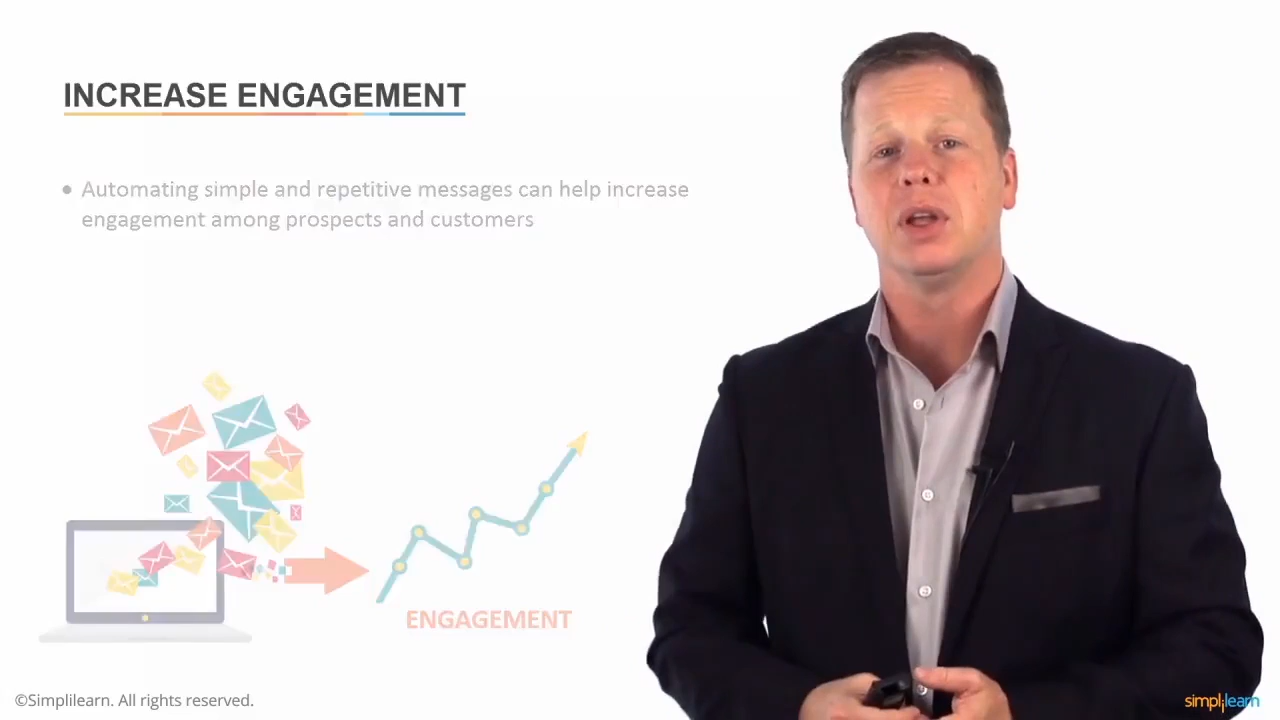 INCREASE ENGAGEMENT
● Automating simple and repetitive messages can help increase
engagement among prospects and customers
ENGAGEMENT
©Simplilearn. All rights reserved.
simplilearn